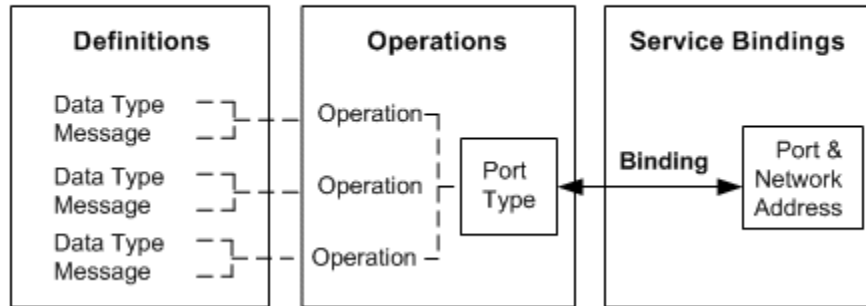 Definitions
Data Type
Message
Data Type
Message
Data Type
Message
Operations
Operation
Operation
Operation
Port
Type
Binding
Service Bindings
Port &
Network
Address